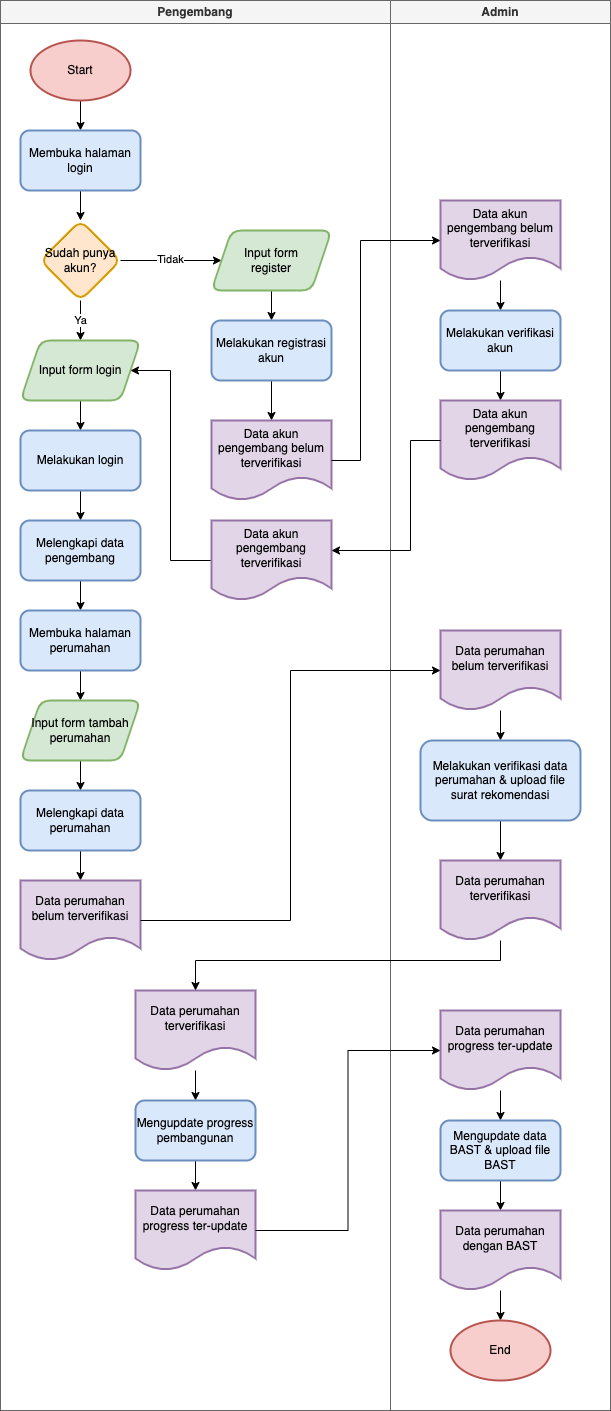 Pengembang
Admin
Start
Membuka halaman
login
Sudah punya
akun?
Tidak
Ya
Input form
register
Melakukan registrasi
akun
Data akun
pengembang belum
terverifikasi
Data akun
pengembang belum
terverifikasi
Melakukan verifikasi
akun
Data akun
pengembang
terverifikasi
Data akun
pengembang
terverifikasi
Input form login
Melakukan login
Melengkapi data
pengembang
Membuka halaman
perumahan
Input form tambah
perumahan
Melengkapi data
perumahan
Data perumahan
belum terverifikasi
Data perumahan
belum terverifikasi
Melakukan verifikasi data
perumahan & upload file
surat rekomendasi
Data perumahan
terverifikasi
Data perumahan
terverifikasi
Mengupdate progress
pembangunan
Data perumahan
progress ter-update
Data perumahan
progress ter-update
Mengupdate data
BAST & upload file
BAST
Data perumahan
dengan BAST
End